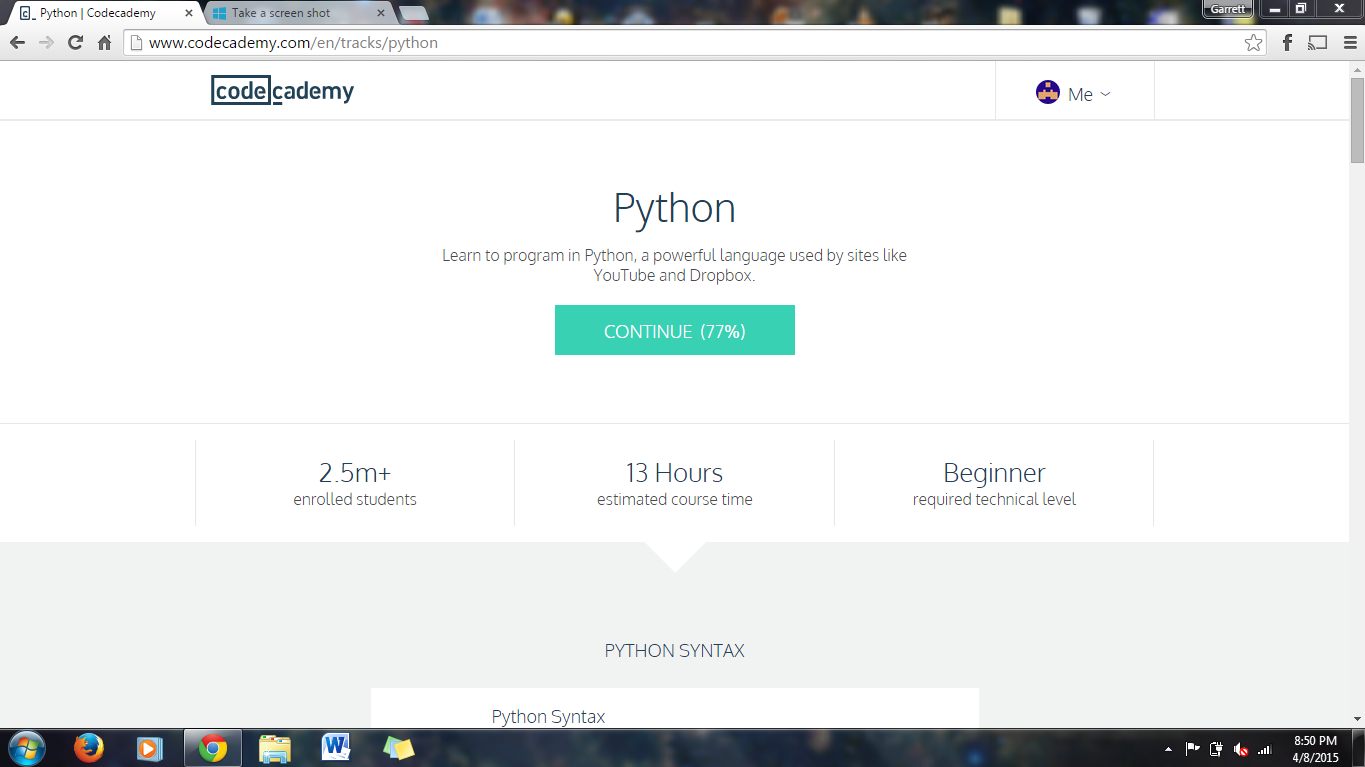 Python | Codecademy
Take a screen shot
Garrett
www.codecademy.com/en/tracks/python
codecademy
Me
Python
Learn to program in Python, a powerful language used by sites like
YouTube and Dropbox.
CONTINUE (77%)
2.5m+
enrolled students
13 Hours
estimated course time
Beginner
required technical level
PYTHON SYNTAX
Python Syntax
8:50 PM
4/8/2015